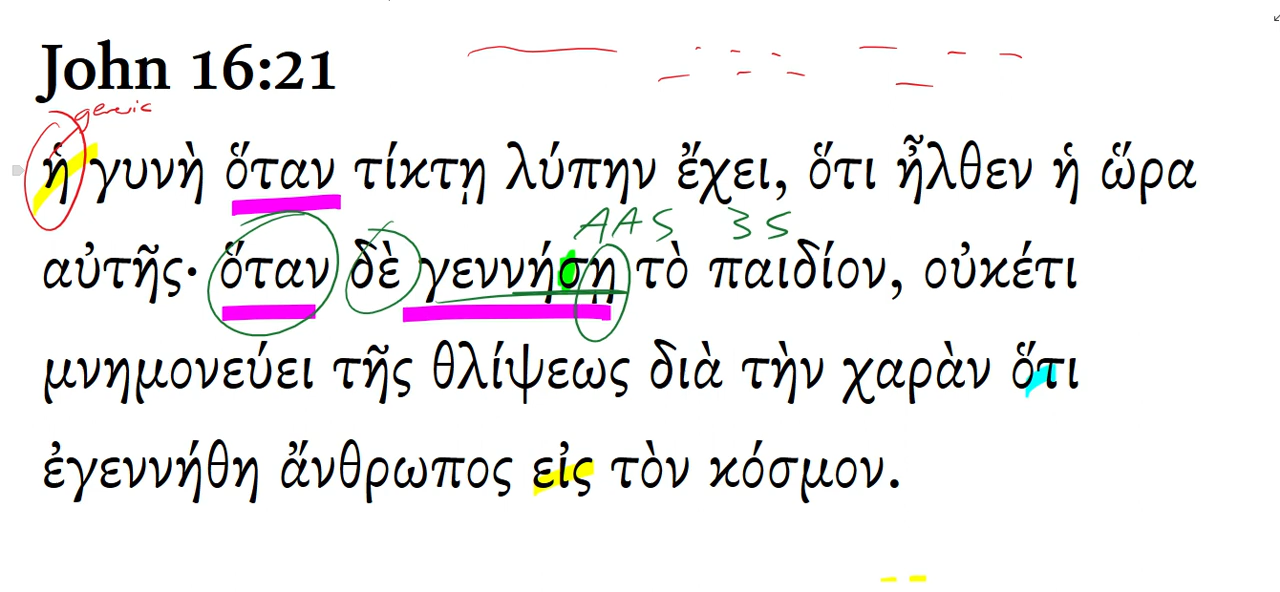 John 16:21
generic
ἡ γυνὴ ὅταν τίκτῃ λύπην ἔχει, ὅτι ἦλθεν ἡ ὥρα
AAS 3S
αὐτῆς· ὅταν δὲ γεννήσῃ τὸ παιδίον, οὐκέτι
μνημονεύει τῆς θλίψεως διὰ τὴν χαρὰν ὅτι
ἐγεννήθη ἄνθρωπος εἰς τὸν κόσμον.